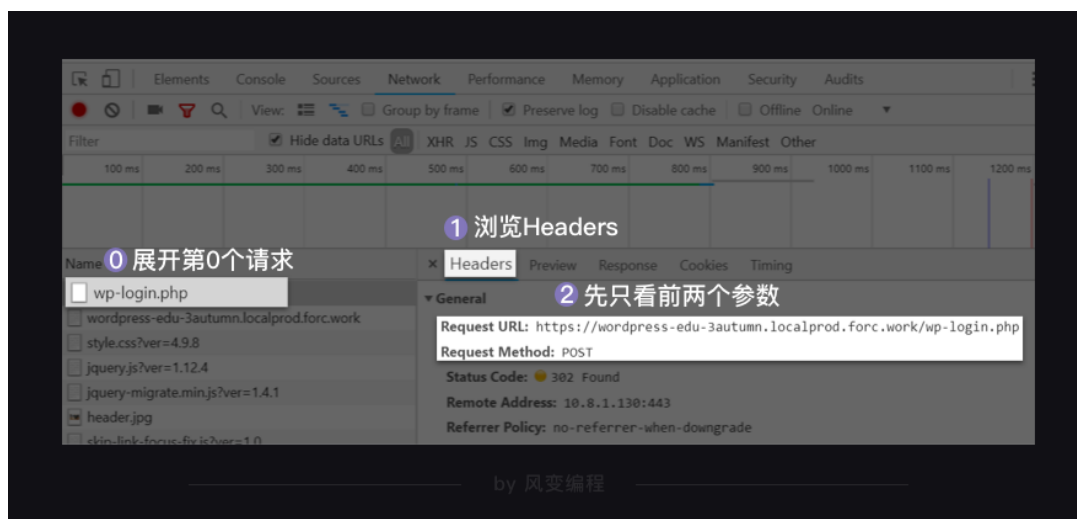 Elements Console Sources Network Performance Memory Application Security Audits
View: Group by frame Preserve log Disable cache Offline Online
Filter Hide data URLs All XHR JS CSS Img Media Font Doc WS Manifest Other
100 ms 200 ms 300 ms 400 ms 500 ms 600 ms 700 ms 800 ms 900 ms 1000 ms 1100 ms 1200 ms
1 浏览Headers
Name 0 展开第0个请求
× Headers Preview Response Cookies Timing
wp-login.php
▼ General
2 先只看前两个参数
wordpress-edu-3autumn.localprod.forc.work
Request URL: https://wordpress-edu-3autumn.localprod.forc.work/wp-login.php
style.css?ver=4.9.8
Request Method: POST
jquery.js?ver=1.12.4
Status Code: 302 Found
jquery-migrate.min.js?ver=1.4.1
Remote Address: 10.8.1.130:443
header.jpg
Referrer Policy: no-referrer-when-downgrade
skip-link-focus-fix.js?ver=1.0
by 风变编程